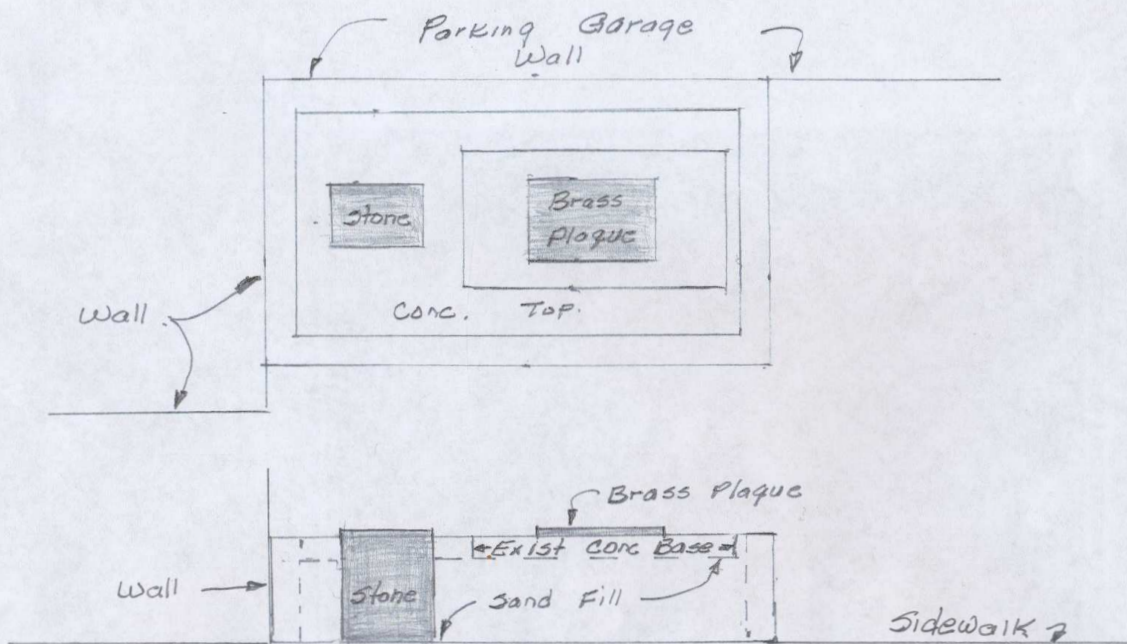 Parking Garage
Wall
Stone
Brass
Plaque
Wall
Conc. Top.
Brass Plaque
Exist Conc Base
Wall
Stone
Sand Fill
Sidewalk